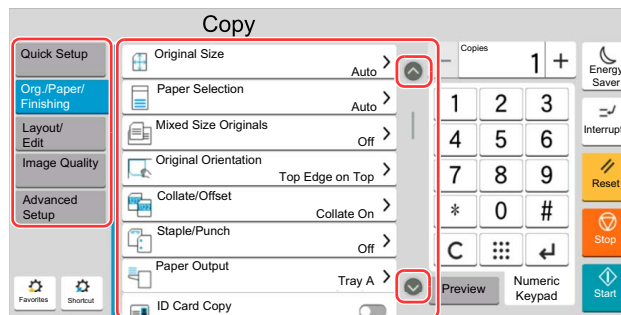 Copy
Quick Setup
Org./Paper/
Finishing
Layout/
Edit
Image Quality
Advanced
Setup
Favorites
Shortcut
Original Size
Auto
Paper Selection
Auto
Mixed Size Originals
Off
Original Orientation
Top Edge on Top
Collate/Offset
Collate On
Staple/Punch
Off
Paper Output
Tray A
ID Card Copy
Copies
− 1 +
1 2 3
4 5 6
7 8 9
* 0 #
C
Preview
Numeric
Keypad
Energy
Saver
Interrupt
Reset
Stop
Start